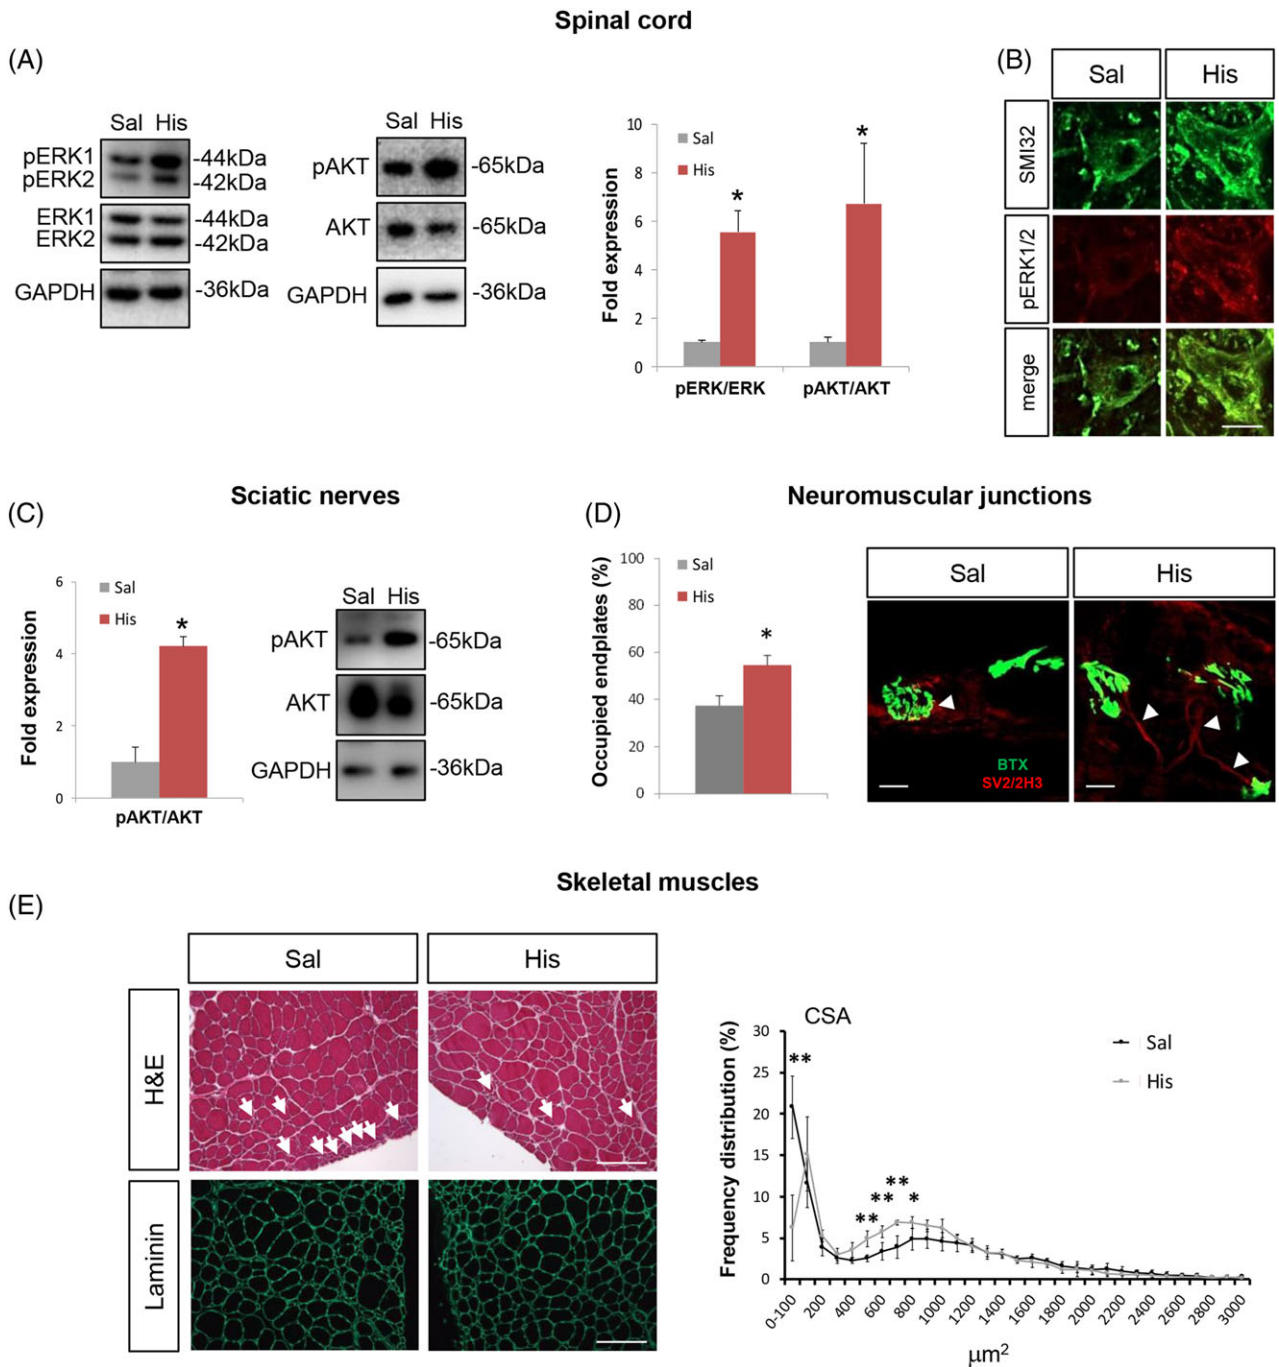 Spinal cord
(A)
Sal His
pERK1 -44kDa
pERK2 -42kDa
ERK1 -44kDa
ERK2 -42kDa
GAPDH -36kDa
Sal His
pAKT -65kDa
AKT -65kDa
GAPDH -36kDa
Fold expression
10
8
6
4
2
0
Sal
His
*
*
pERK/ERK pAKT/AKT
(B)
Sal His
SMI32
pERK1/2
merge
Sciatic nerves
(C)
Fold expression
6
4
2
0
Sal
His
*
pAKT/AKT
Sal His
pAKT -65kDa
AKT -65kDa
GAPDH -36kDa
Neuromuscular junctions
(D)
Occupied endplates (%)
100
80
60
40
20
0
Sal
His
*
Sal His
BTX
SV2/2H3
Skeletal muscles
(E)
Sal His
H&E
Laminin
CSA
Frequency distribution (%)
30
25
20
15
10
5
0
Sal
His
**
**
**
**
*
0-100 200 400 600 800 1000 1200 1400 1600 1800 2000 2200 2400 2600 2800 3000
μm²